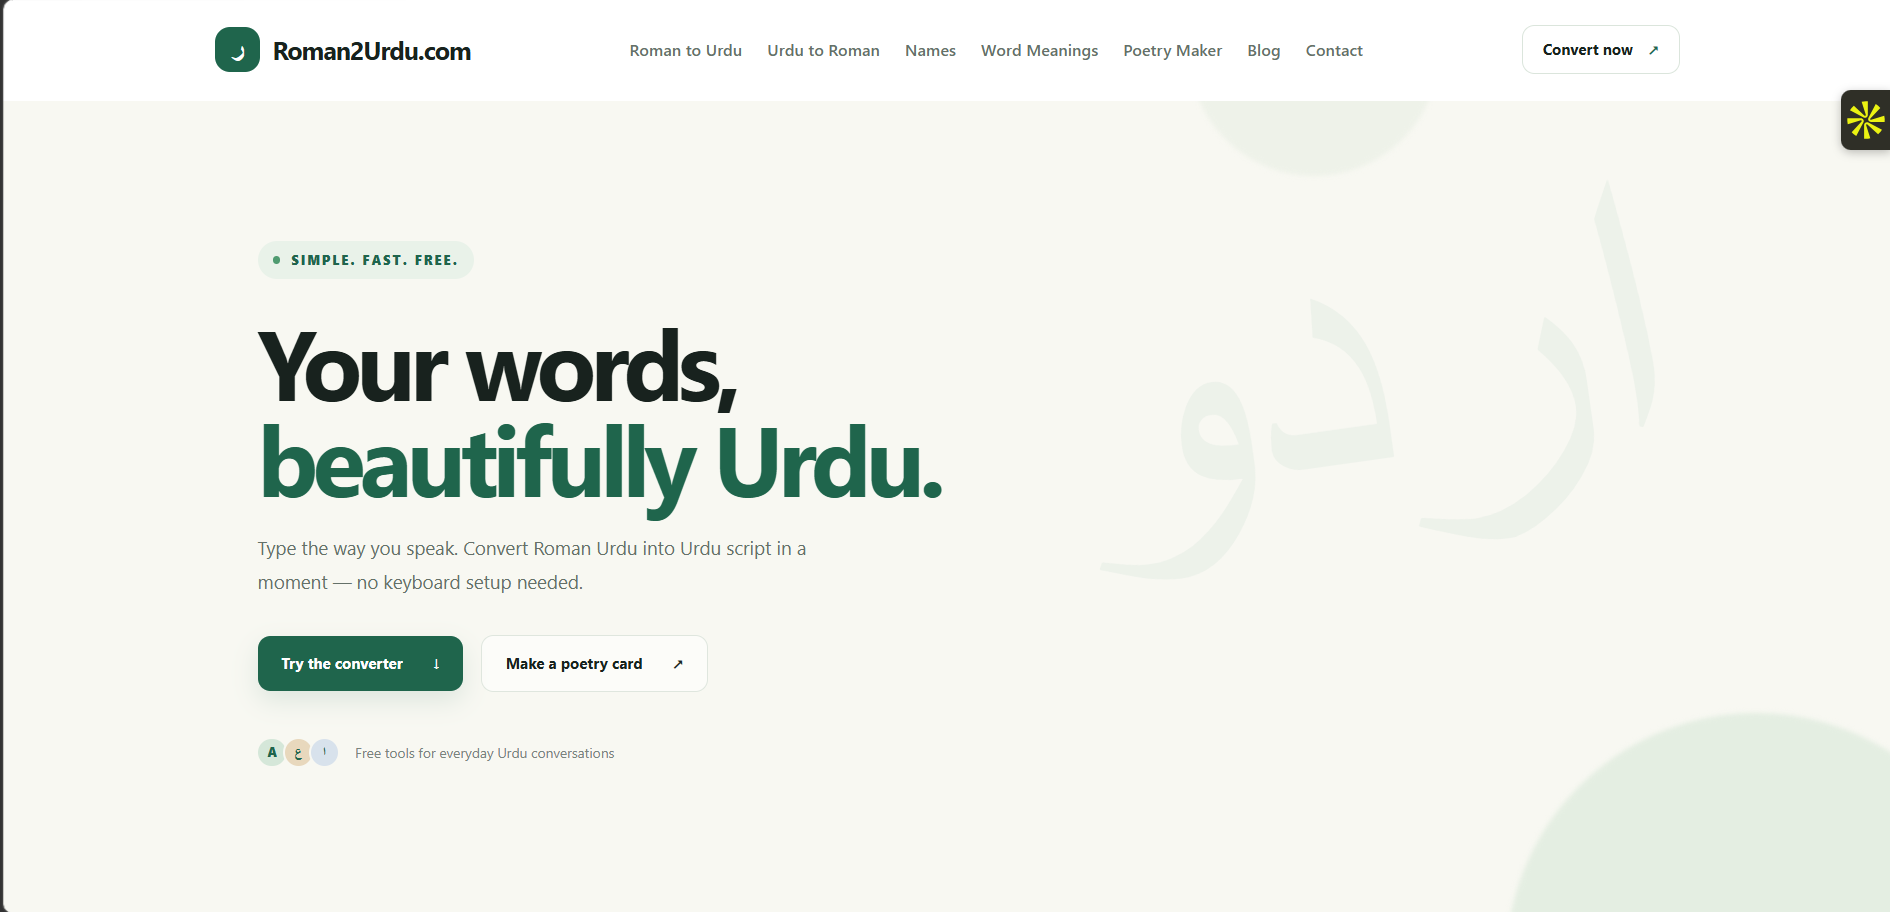 ر Roman2Urdu.com
Roman to Urdu Urdu to Roman Names Word Meanings Poetry Maker Blog Contact
Convert now ↗
اردو
SIMPLE. FAST. FREE.
Your words,
beautifully Urdu.
Type the way you speak. Convert Roman Urdu into Urdu script in a
moment — no keyboard setup needed.
Try the converter ↓
Make a poetry card ↗
A ع ا Free tools for everyday Urdu conversations